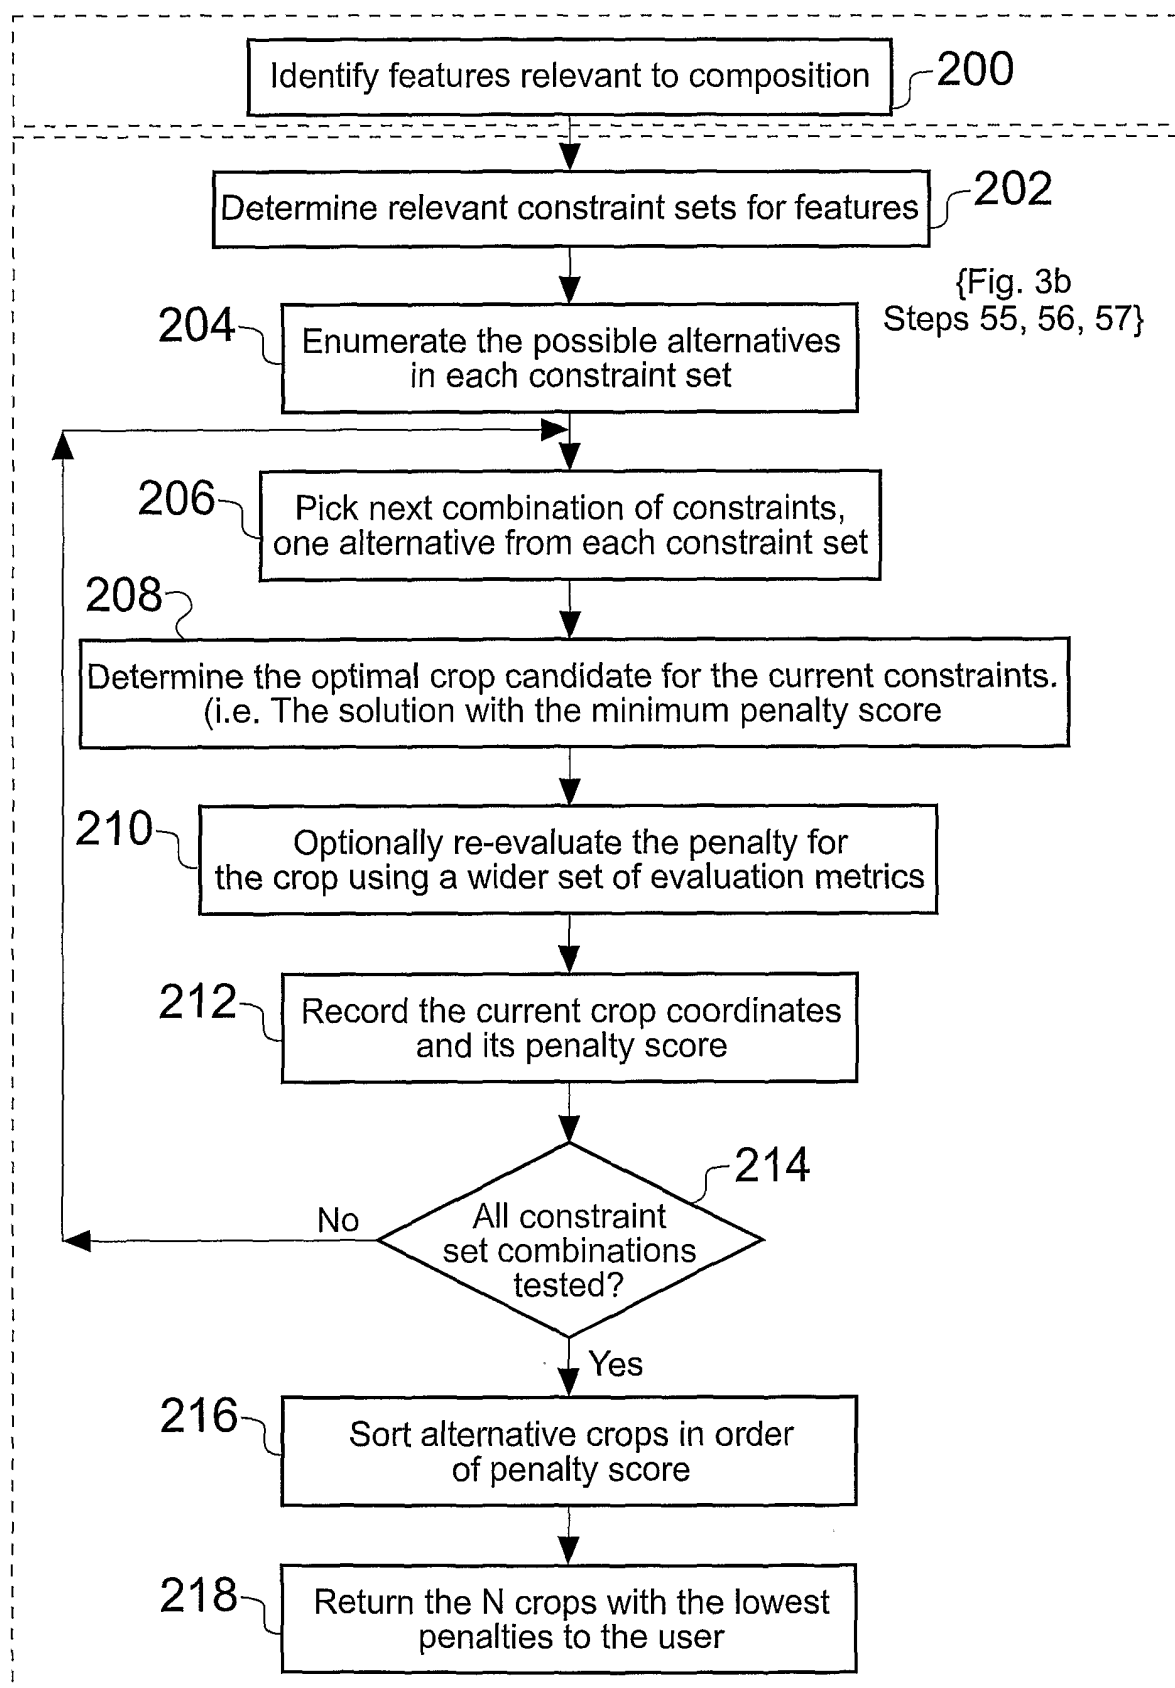 Identify features relevant to composition
200
Determine relevant constraint sets for features
202
{Fig. 3b
Steps 55, 56, 57}
204
Enumerate the possible alternatives
in each constraint set
206
Pick next combination of constraints,
one alternative from each constraint set
208
Determine the optimal crop candidate for the current constraints.
(i.e. The solution with the minimum penalty score
210
Optionally re-evaluate the penalty for
the crop using a wider set of evaluation metrics
212
Record the current crop coordinates
and its penalty score
214
All constraint
set combinations
tested?
No
Yes
216
Sort alternative crops in order
of penalty score
218
Return the N crops with the lowest
penalties to the user